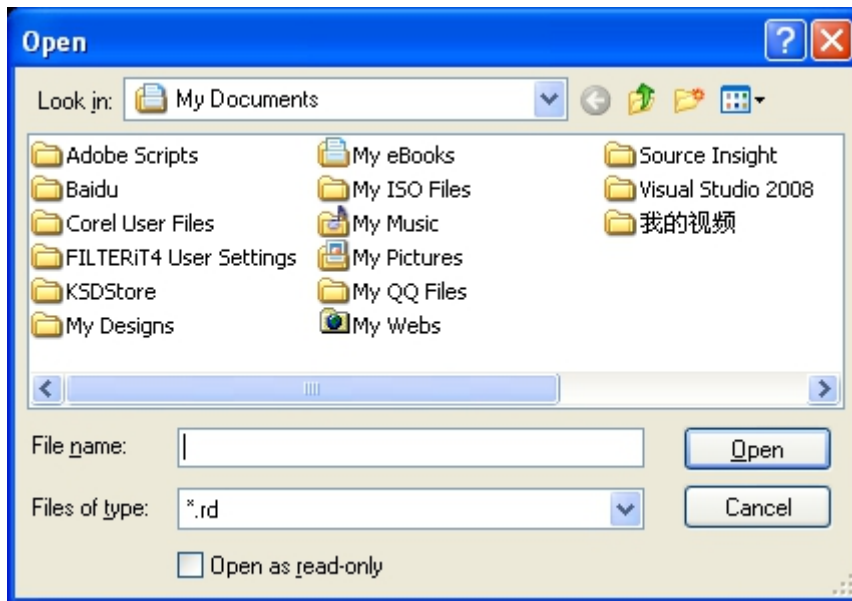 Open
Look in: My Documents
Adobe Scripts
Baidu
Corel User Files
FILTERiT4 User Settings
KSDStore
My Designs
My eBooks
My ISO Files
My Music
My Pictures
My QQ Files
My Webs
Source Insight
Visual Studio 2008
我的视频
File name:
Open
Files of type: *.rd
Cancel
Open as read-only